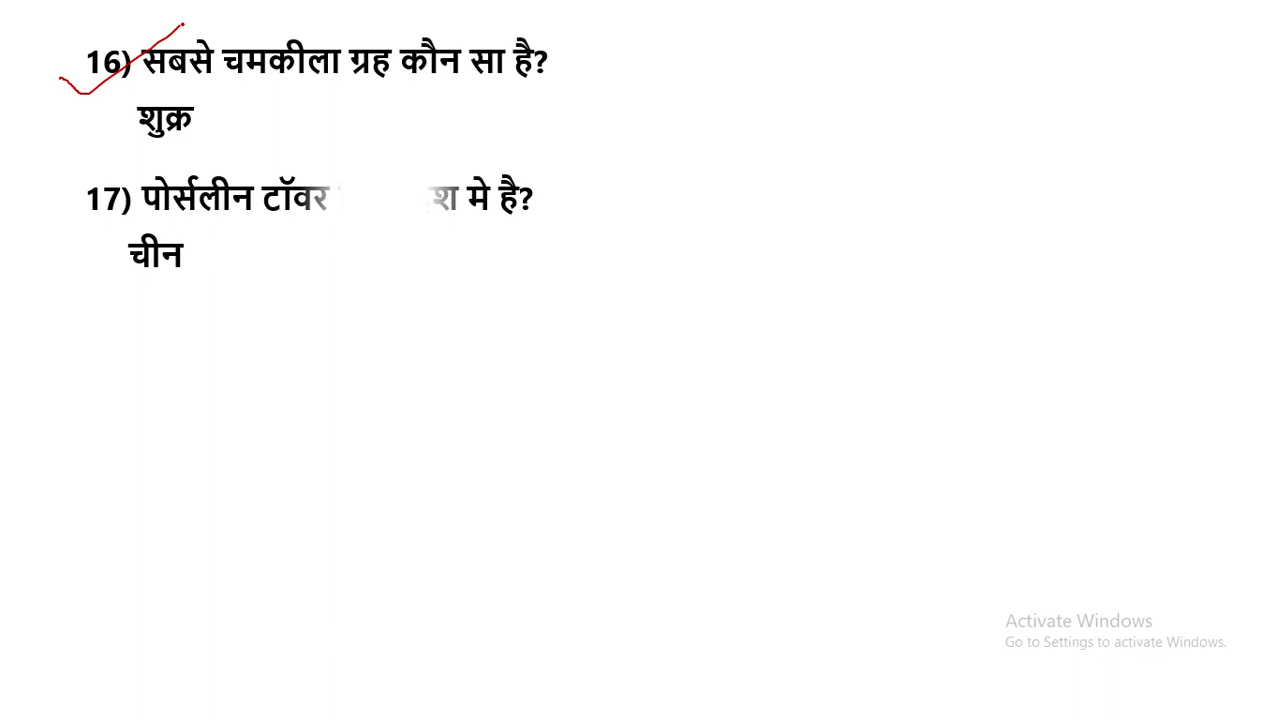 16) सबसे चमकीला ग्रह कौन सा है?
शुक्र
17) पोर्सलीन टॉवर मे है?
चीन
Activate Windows
Go to Settings to activate Windows.